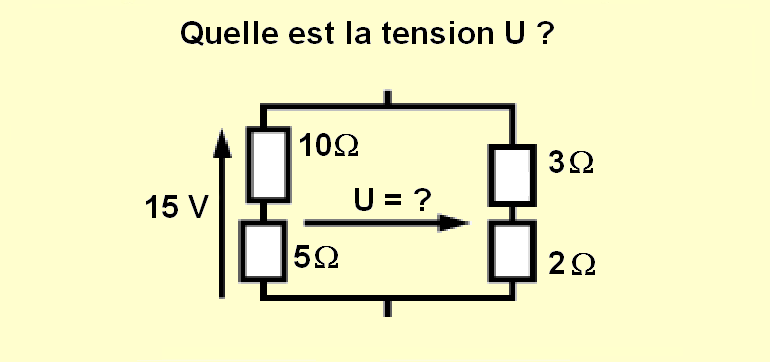 Quelle est la tension U ?
10Ω
3Ω
15 V
U = ?
5Ω
2Ω